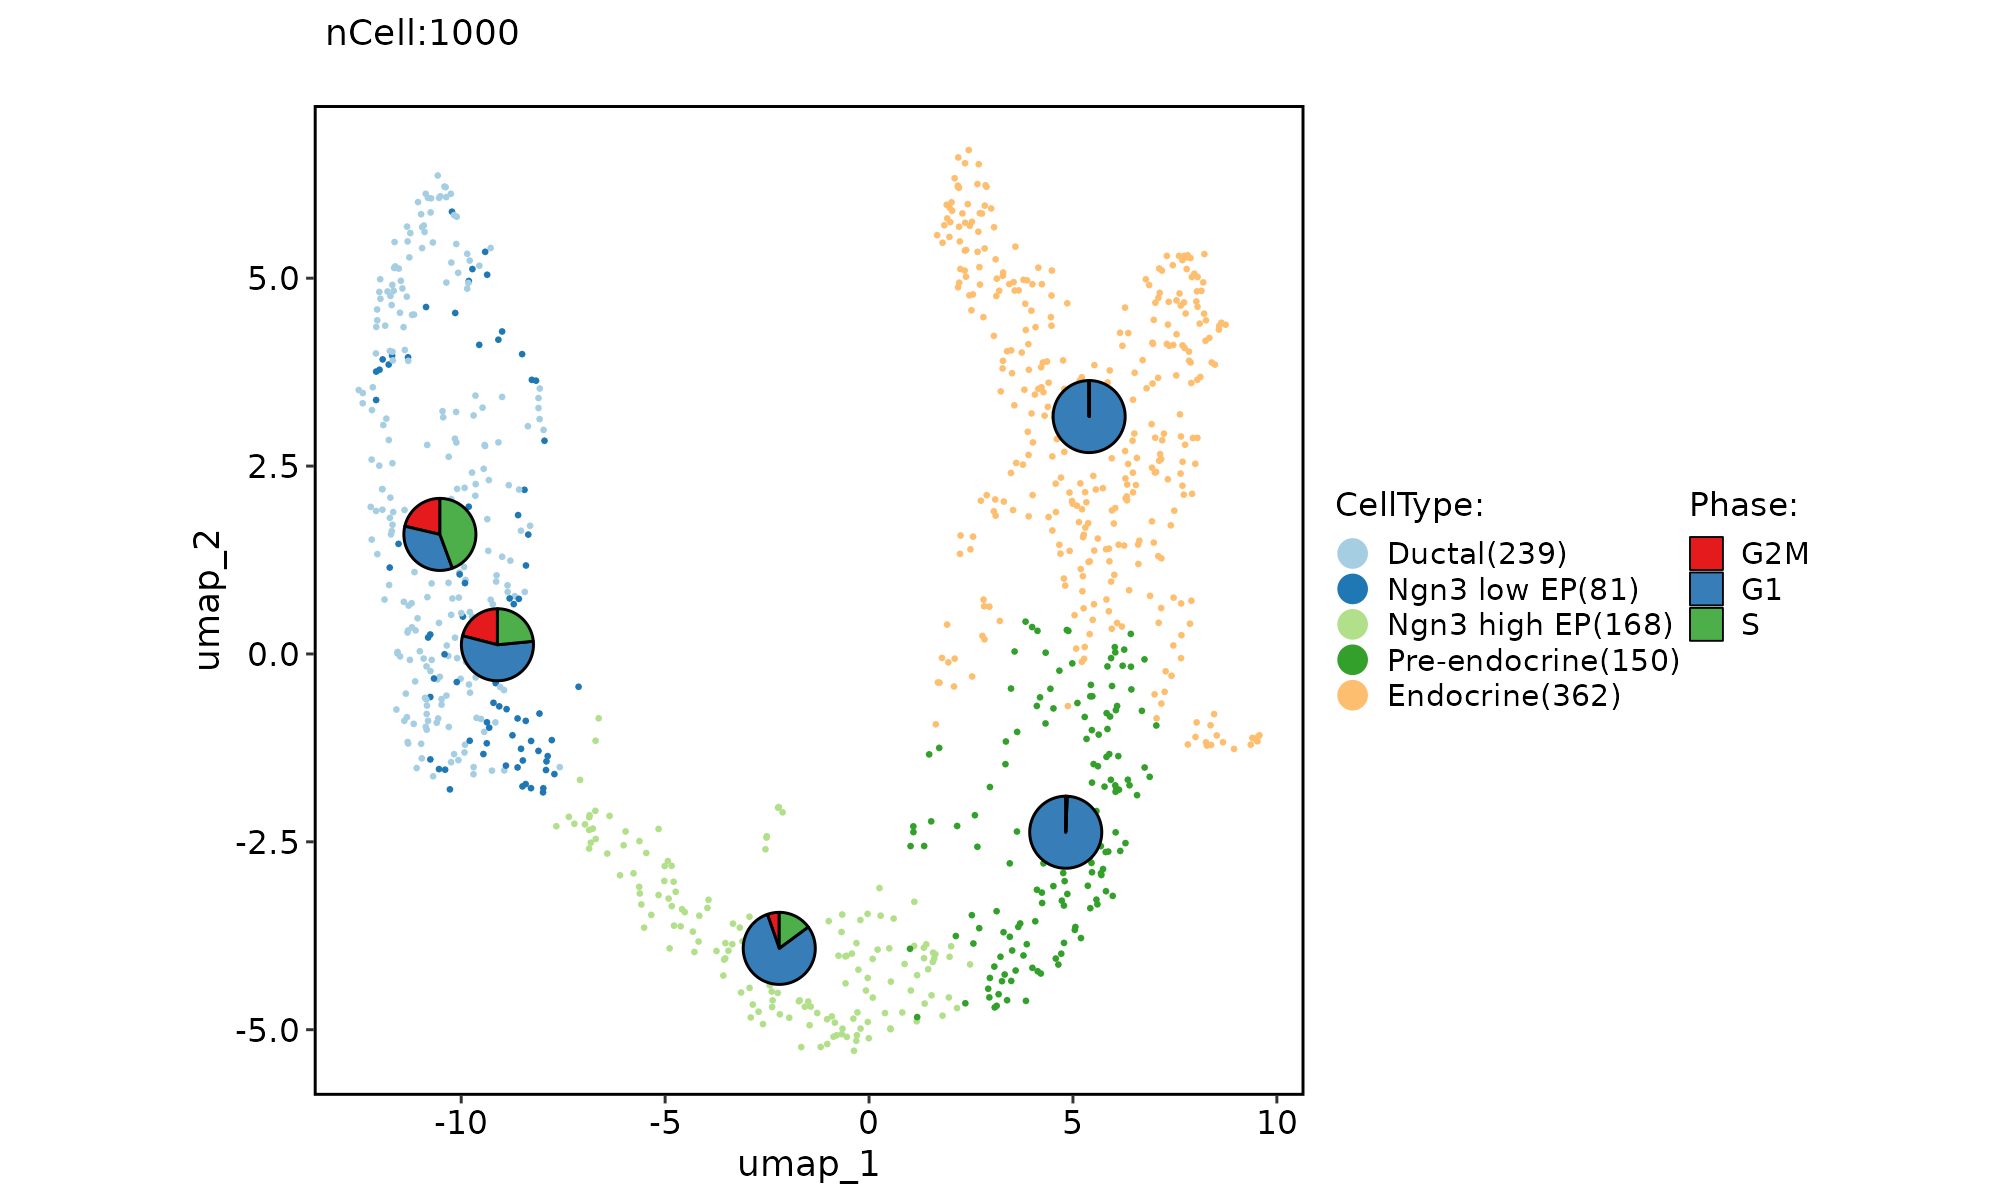 nCell:1000
5.0
2.5
0.0
-2.5
-5.0
umap_2
-10
-5
0
5
10
umap_1
CellType:
Ductal(239)
Ngn3 low EP(81)
Ngn3 high EP(168)
Pre-endocrine(150)
Endocrine(362)
Phase:
G2M
G1
S